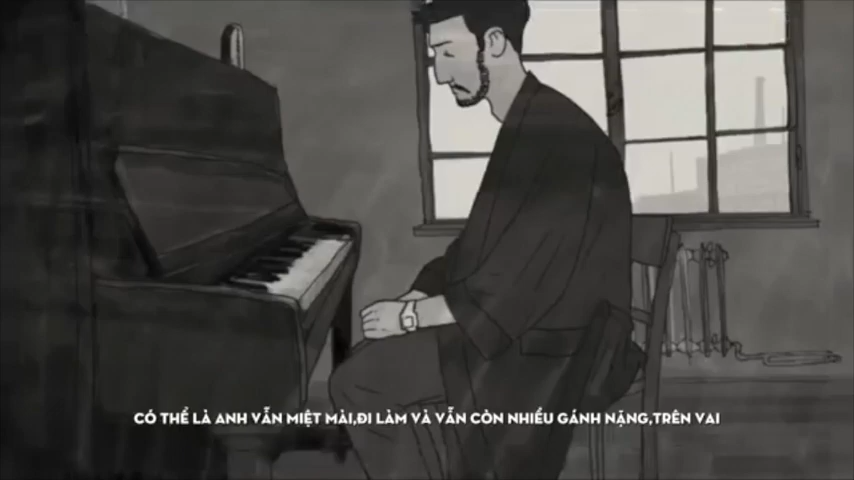 CÓ THỂ LÀ ANH VẪN MIỆT MÀI,ĐI LÀM VÀ VẪN CÒN NHIỀU GÁNH NẶNG,TRÊN VAI